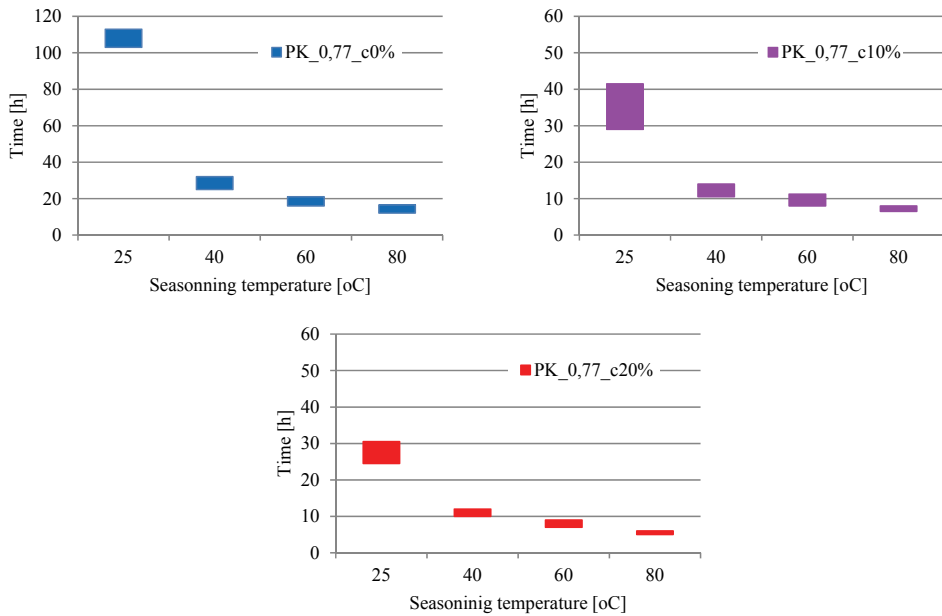 120
100
80
60
40
20
0
Time [h]
PK_0,77_c0%
25 40 60 80
Seasonning temperature [oC]
60
50
40
30
20
10
0
Time [h]
PK_0,77_c10%
25 40 60 80
Seasoning temperature [oC]
60
50
40
30
20
10
0
Time [h]
PK_0,77_c20%
25 40 60 80
Seasoninig temperature [oC]